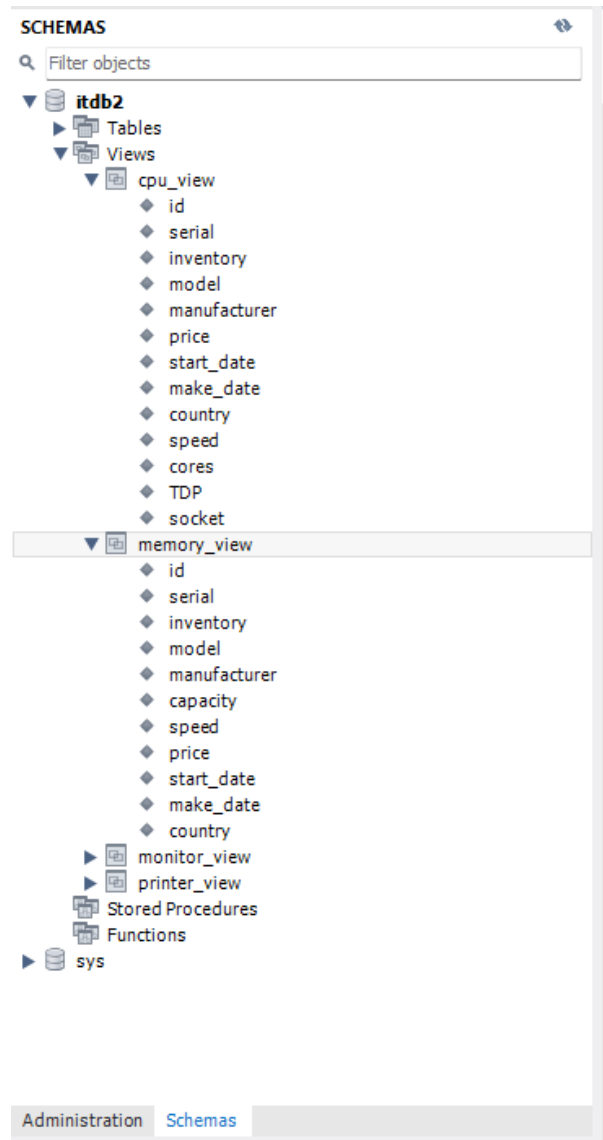 SCHEMAS
Filter objects
itdb2
Tables
Views
cpu_view
id
serial
inventory
model
manufacturer
price
start_date
make_date
country
speed
cores
TDP
socket
memory_view
id
serial
inventory
model
manufacturer
capacity
speed
price
start_date
make_date
country
monitor_view
printer_view
Stored Procedures
Functions
sys
Administration Schemas